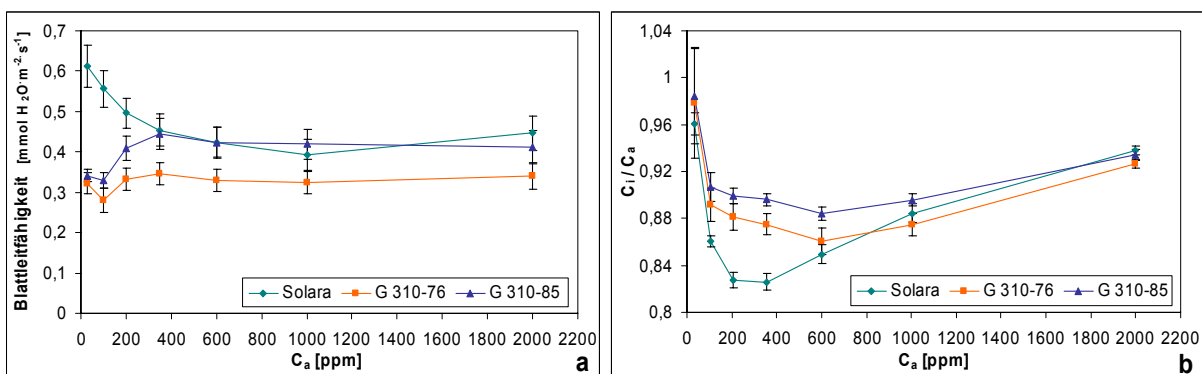 Blattleitfähigkeit [mmol H₂O·m⁻²·s⁻¹]
0,7
0,6
0,5
0,4
0,3
0,2
0,1
0
Solara G 310-76 G 310-85
0 200 400 600 800 1000 1200 1400 1600 1800 2000
Cₐ [ppm]
a
Cᵢ / Cₐ
1,04
1
0,96
0,92
0,88
0,84
0,8
Solara G 310-76 G 310-85
0 200 400 600 800 1000 1200 1400 1600 1800 2000
Cₐ [ppm]
b